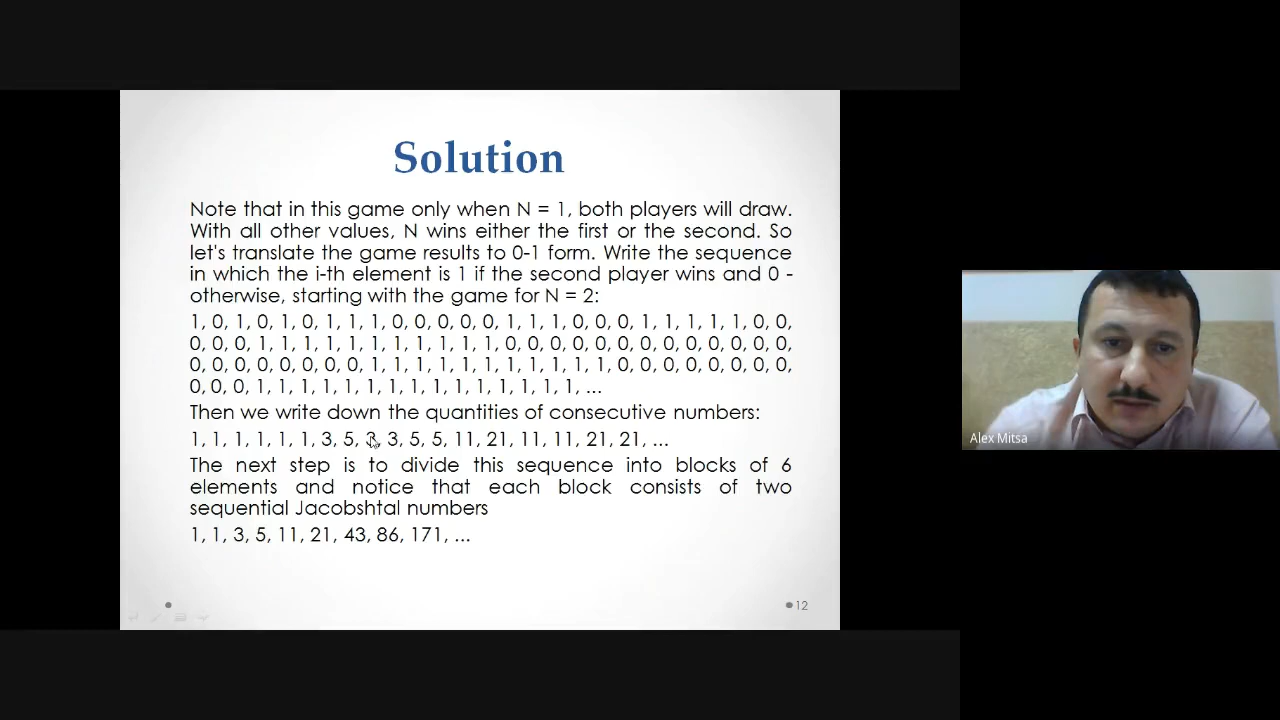 Solution
Note that in this game only when N = 1, both players will draw.
With all other values, N wins either the first or the second. So
let's translate the game results to 0-1 form. Write the sequence
in which the i-th element is 1 if the second player wins and 0 -
otherwise, starting with the game for N = 2:
1, 0, 1, 0, 1, 0, 1, 1, 1, 0, 0, 0, 0, 0, 1, 1, 1, 0, 0, 0, 1, 1, 1, 1, 1, 0, 0,
0, 0, 0, 1, 1, 1, 1, 1, 1, 1, 1, 1, 1, 1, 0, 0, 0, 0, 0, 0, 0, 0, 0, 0, 0, 0, 0,
0, 0, 0, 0, 0, 0, 0, 0, 1, 1, 1, 1, 1, 1, 1, 1, 1, 1, 1, 0, 0, 0, 0, 0, 0, 0, 0,
0, 0, 0, 1, 1, 1, 1, 1, 1, 1, 1, 1, 1, 1, 1, 1, 1, 1, ...
Then we write down the quantities of consecutive numbers:
1, 1, 1, 1, 1, 1, 3, 5, 3, 3, 5, 5, 11, 21, 11, 11, 21, 21, ...
The next step is to divide this sequence into blocks of 6
elements and notice that each block consists of two
sequential Jacobshtal numbers
1, 1, 3, 5, 11, 21, 43, 86, 171, ...
12
Alex Mitsa